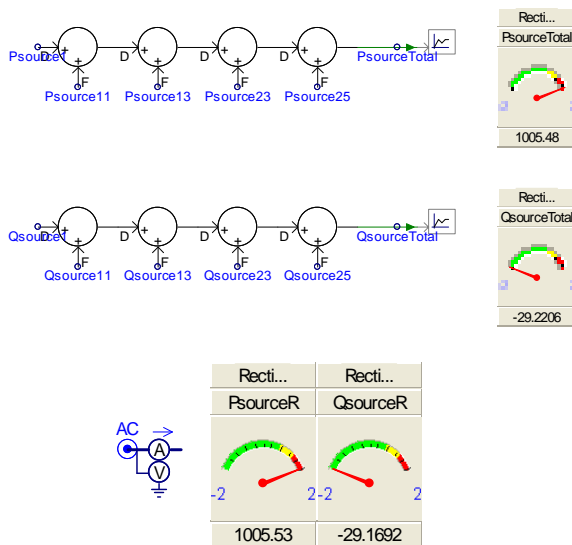 Recti...
PsourceTotal
Psource1
D
+
+
F
D
+
+
F
D
+
+
F
D
+
+
F
PsourceTotal
Psource11
Psource13
Psource23
Psource25
1005.48
Recti...
QsourceTotal
Qsource1
D
+
+
F
D
+
+
F
D
+
+
F
D
+
+
F
QsourceTotal
Qsource11
Qsource13
Qsource23
Qsource25
-29.2206
Recti...
Recti...
PsourceR
QsourceR
AC
A
V
-2
2
-2
2
1005.53
-29.1692